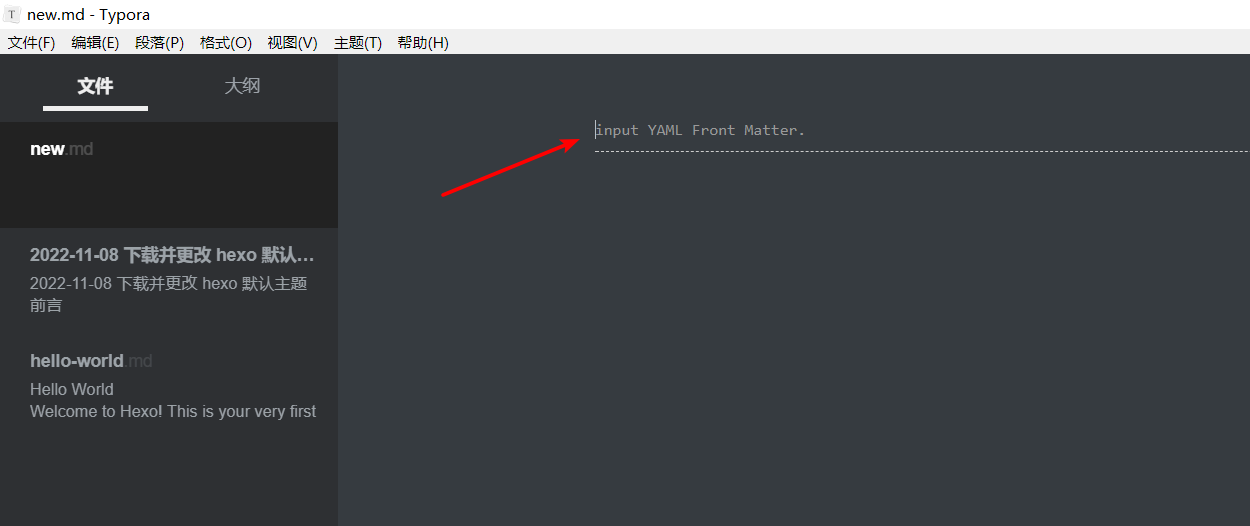 T new.md - Typora
文件(F) 编辑(E) 段落(P) 格式(O) 视图(V) 主题(T) 帮助(H)
文件 大纲
new.md
input YAML Front Matter.
2022-11-08 下载并更改 hexo 默认…
2022-11-08 下载并更改 hexo 默认主题
前言
hello-world.md
Hello World
Welcome to Hexo! This is your very first